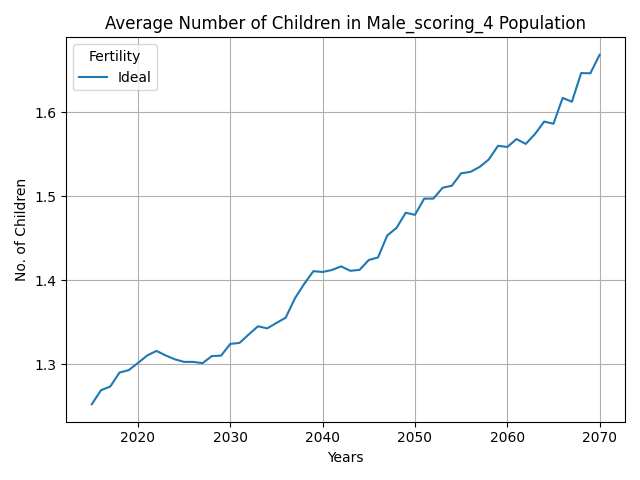 Average Number of Children in Male_scoring_4 Population
Fertility
Ideal
No. of Children
1.6
1.5
1.4
1.3
2020 2030 2040 2050 2060 2070
Years